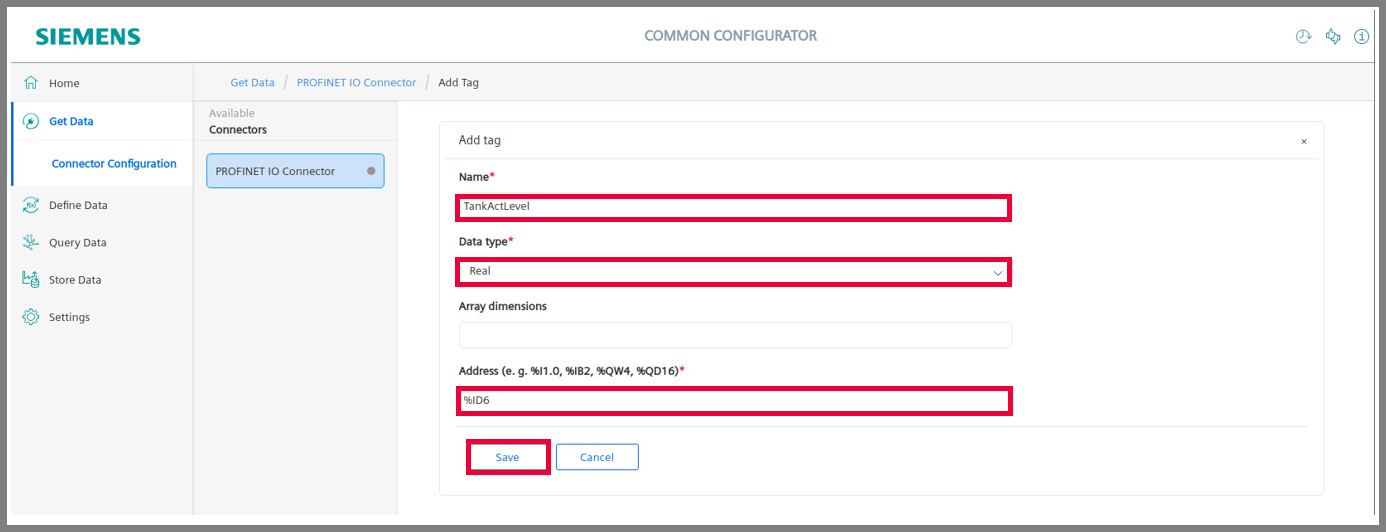 SIEMENS
COMMON CONFIGURATOR
Home
Get Data
Connector Configuration
Define Data
Query Data
Store Data
Settings
Get Data / PROFINET IO Connector / Add Tag
Available
Connectors
PROFINET IO Connector
Add tag ×
Name*
TankActLevel
Data type*
Real
Array dimensions
Address (e. g. %I1.0, %IB2, %QW4, %QD16)*
%ID6
Save Cancel